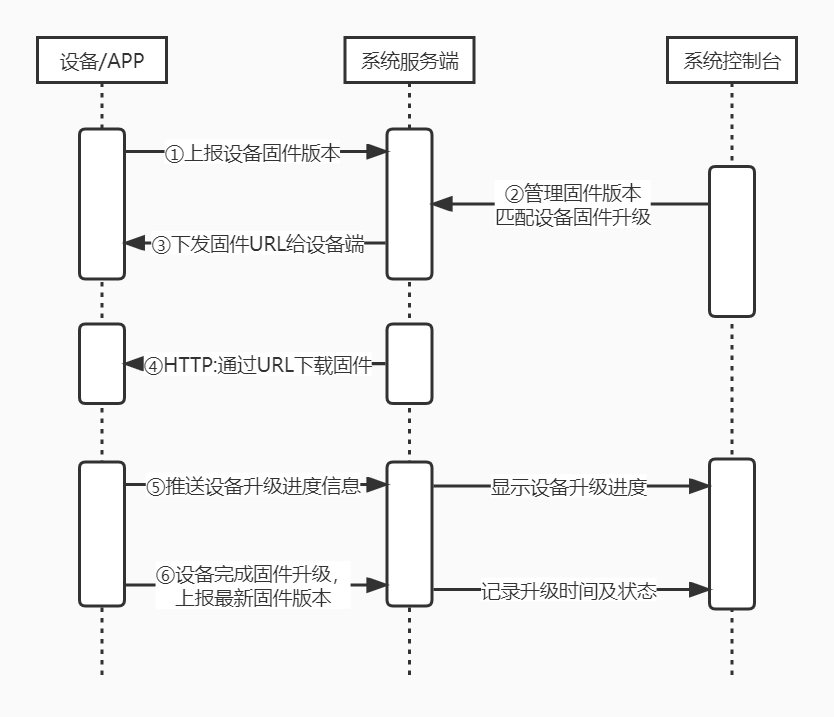 设备/APP
系统服务端
系统控制台
①上报设备固件版本
②管理固件版本
匹配设备固件升级
③下发固件URL给设备端
④HTTP:通过URL下载固件
⑤推送设备升级进度信息
显示设备升级进度
⑥设备完成固件升级，
上报最新固件版本
记录升级时间及状态